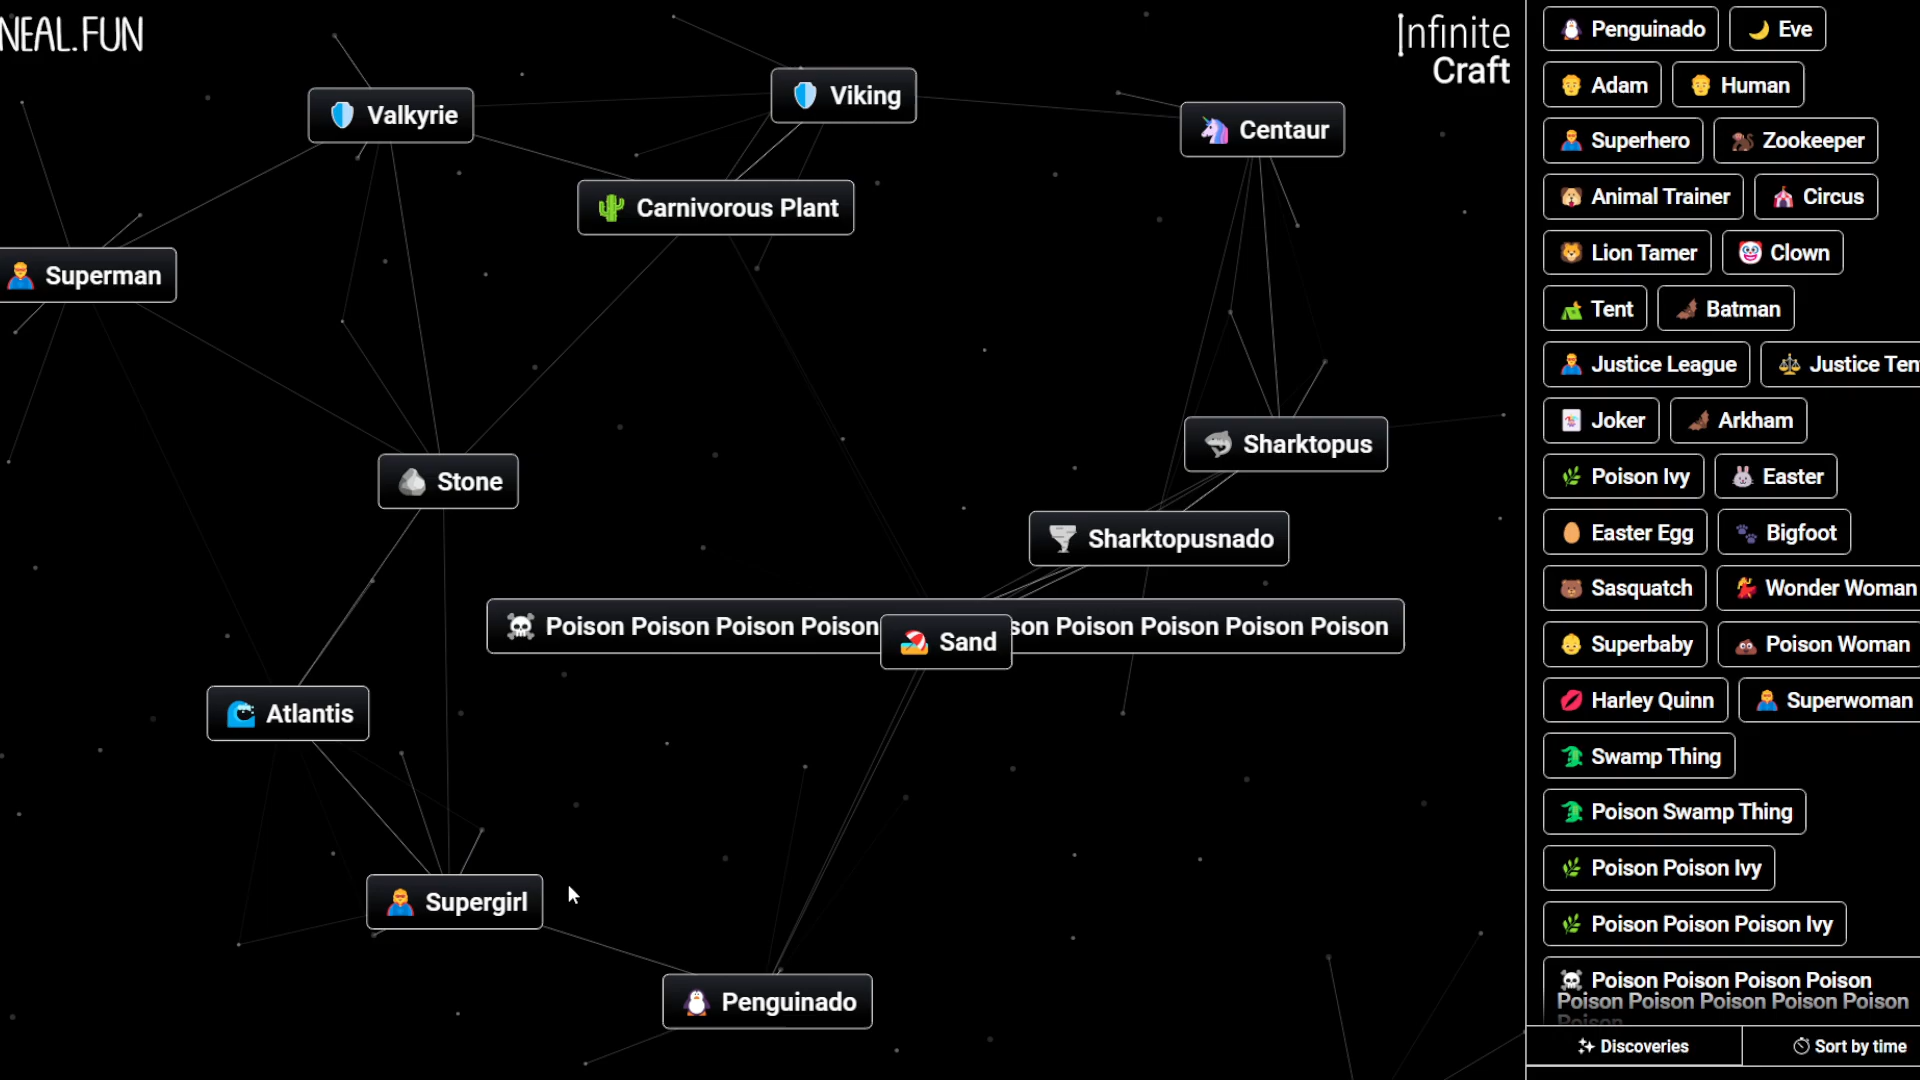 NEAL.FUN
Infinite
Craft
Valkyrie
Viking
Centaur
Carnivorous Plant
Superman
Stone
Sharktopus
Sharktopusnado
Poison Poison Poison Poison
Sand
son Poison Poison Poison Poison
Atlantis
Supergirl
Penguinado
Penguinado
Eve
Adam
Human
Superhero
Zookeeper
Animal Trainer
Circus
Lion Tamer
Clown
Tent
Batman
Justice League
Justice Ten
Joker
Arkham
Poison Ivy
Easter
Easter Egg
Bigfoot
Sasquatch
Wonder Woman
Superbaby
Poison Woman
Harley Quinn
Superwoman
Swamp Thing
Poison Swamp Thing
Poison Poison Ivy
Poison Poison Poison Ivy
Poison Poison Poison Poison
Poison Poison Poison Poison Poison
Poison
Discoveries
Sort by time